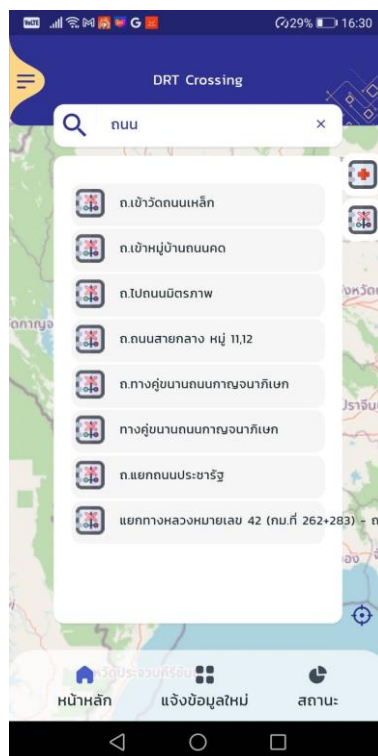 29% 16:30
DRT Crossing
ถนน
ถ.เข้าวัดถนนเหล็ก
ถ.เข้าหมู่บ้านถนนคด
ถ.ไปถนนมิตรภาพ
ถ.ถนนสายกลาง หมู่ 11,12
ถ.ทางคู่ขนานถนนกาญจนาภิเษก
ทางคู่ขนานถนนกาญจนาภิเษก
ถ.แยกถนนประชารัฐ
แยกทางหลวงหมายเลข 42 (กม.ที่ 262+283) - ถ
หน้าหลัก แจ้งข้อมูลใหม่ สถานะ